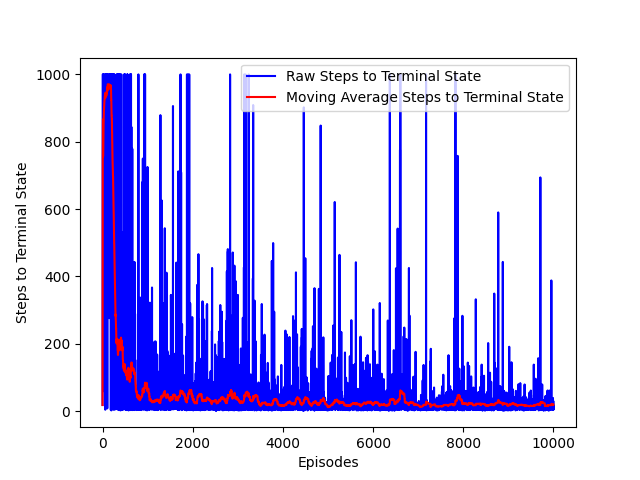 Raw Steps to Terminal State
Moving Average Steps to Terminal State
Steps to Terminal State
1000
800
600
400
200
0
0 2000 4000 6000 8000 10000
Episodes